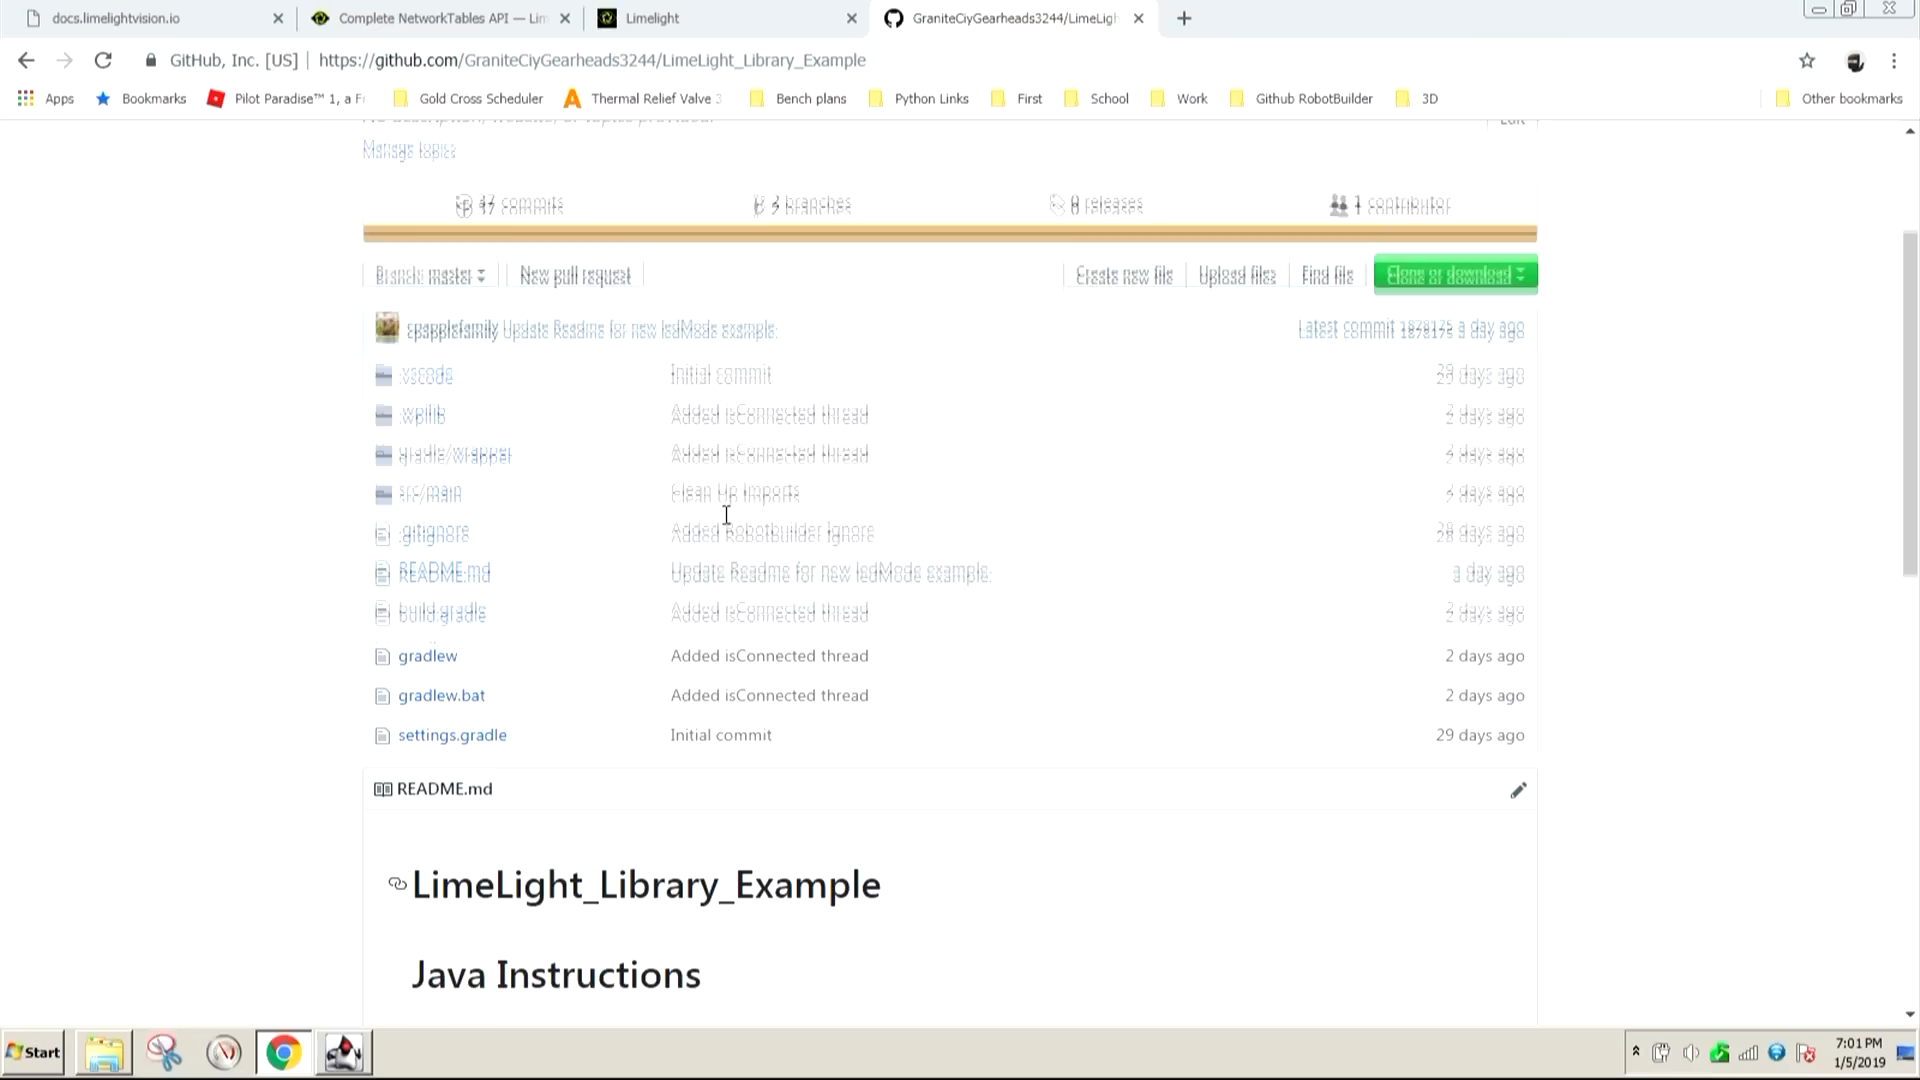 docs.limelightvision.io
Complete NetworkTables API — Lim
Limelight
GraniteCiyGearheads3244/LimeLigh
GitHub, Inc. [US] | https://github.com/GraniteCiyGearheads3244/LimeLight_Library_Example
Apps Bookmarks Pilot Paradise™ 1, a Fr Gold Cross Scheduler Thermal Relief Valve 3 Bench plans Python Links First School Work Github RobotBuilder 3D Other bookmarks
Manage topics
commits branches 0 releases 1 contributor
Branch: master New pull request Create new file Upload files Find file Clone or download
cpapplefamily Update Readme for new ledMode example. Latest commit a day ago
.vscode Initial commit 29 days ago
.wpilib Added isConnected thread 2 days ago
gradle/wrapper Added isConnected thread 2 days ago
src/main Clean Up Imports 2 days ago
.gitignore Added Robotbuilder Ignore 28 days ago
README.md Update Readme for new ledMode example. a day ago
build.gradle Added isConnected thread 2 days ago
gradlew Added isConnected thread 2 days ago
gradlew.bat Added isConnected thread 2 days ago
settings.gradle Initial commit 29 days ago
README.md
LimeLight_Library_Example
Java Instructions
Start
7:01 PM
1/5/2019